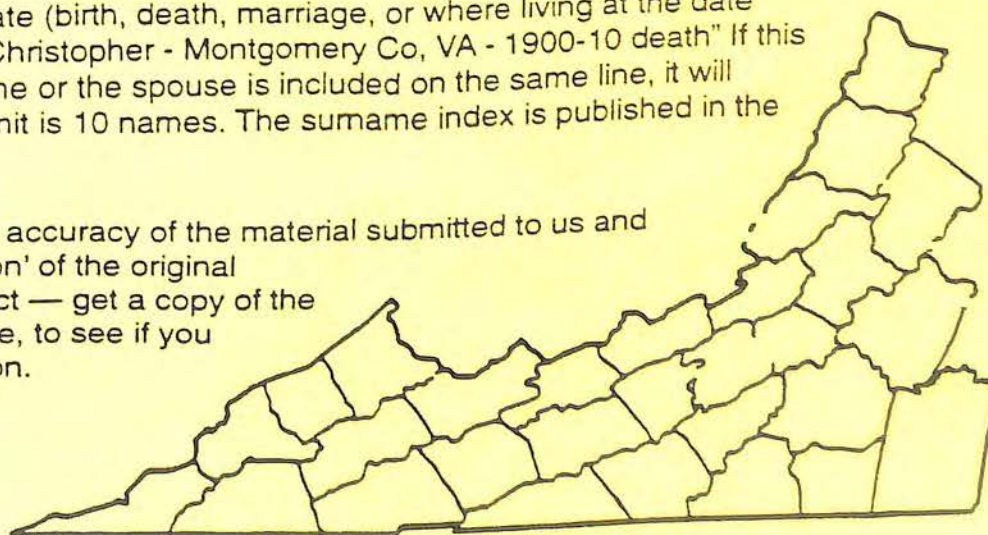 ate (birth, death, marriage, or where living at the date
Christopher - Montgomery Co, VA - 1900-10 death" If this
ne or the spouse is included on the same line, it will
nit is 10 names. The surname index is published in the
accuracy of the material submitted to us and
on' of the original
ct — get a copy of the
e, to see if you
on.